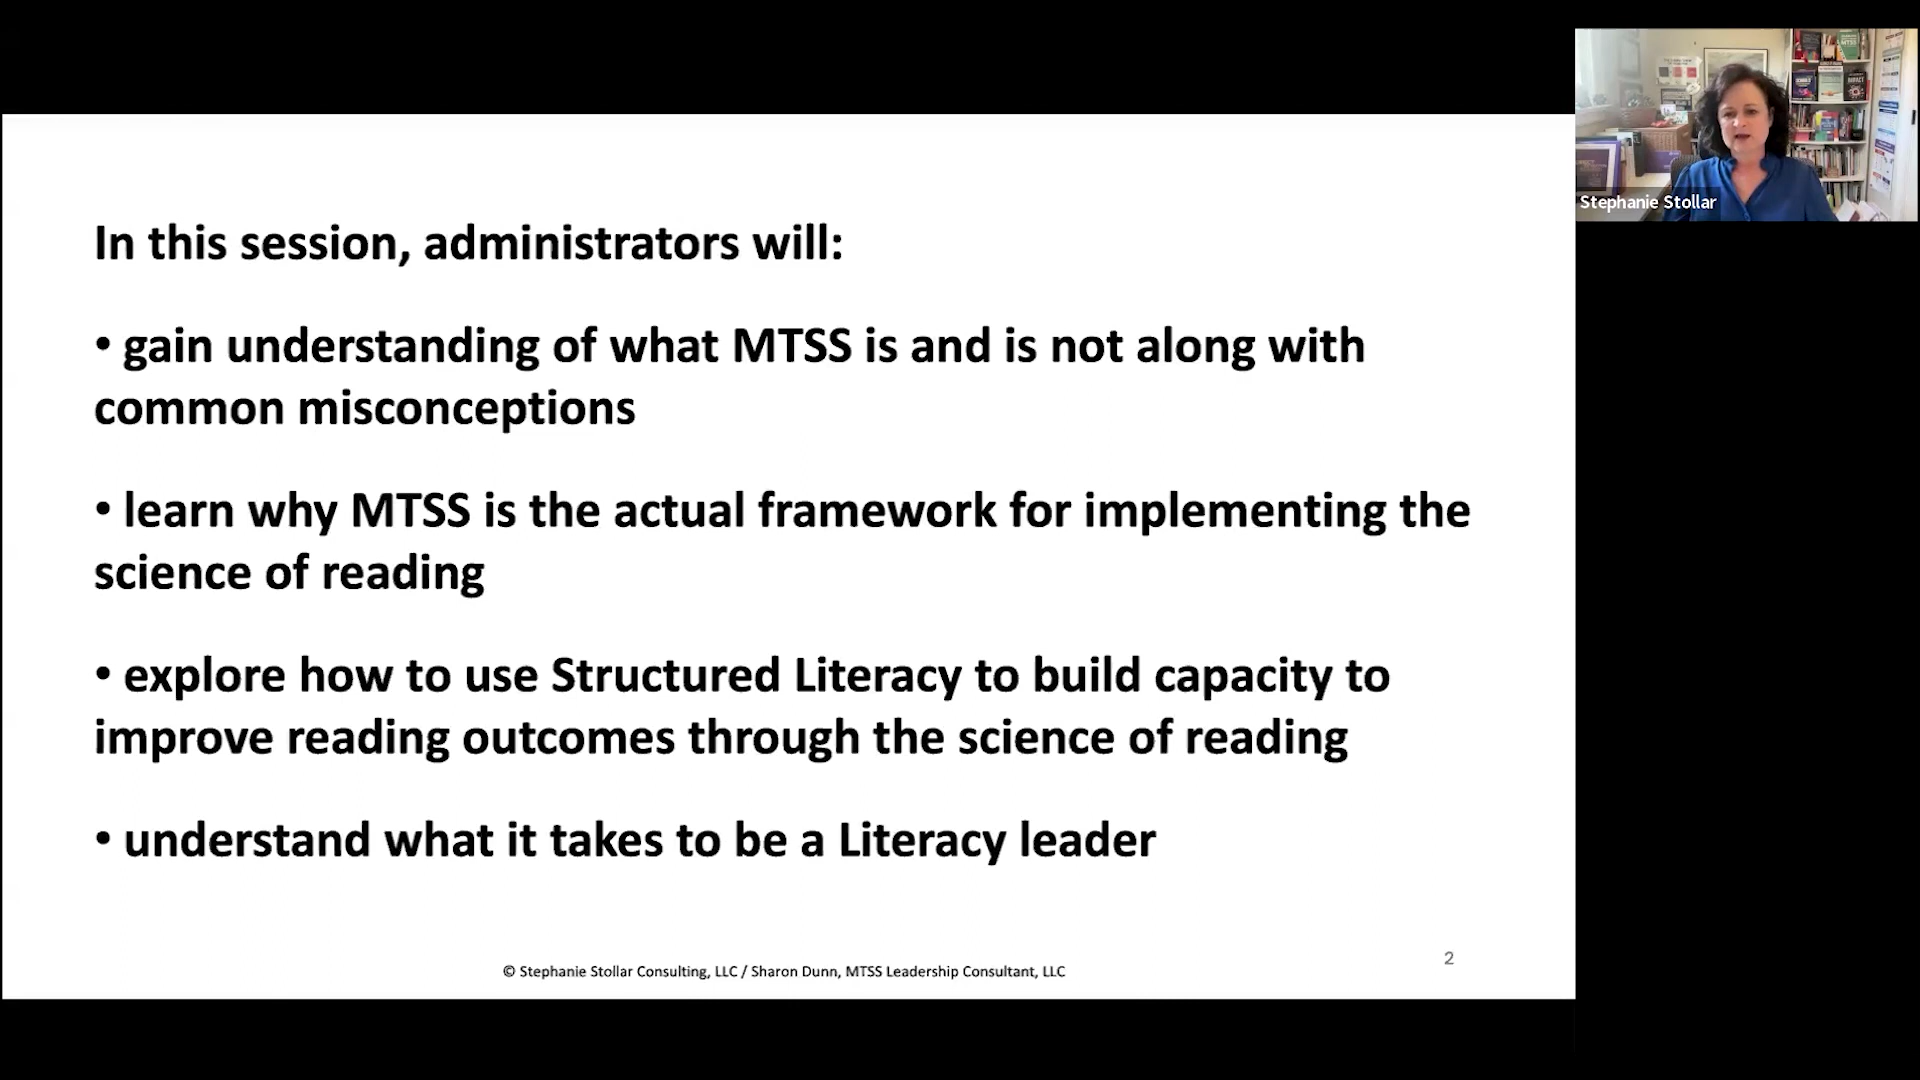 In this session, administrators will:
• gain understanding of what MTSS is and is not along with
common misconceptions
• learn why MTSS is the actual framework for implementing the
science of reading
• explore how to use Structured Literacy to build capacity to
improve reading outcomes through the science of reading
• understand what it takes to be a Literacy leader
© Stephanie Stollar Consulting, LLC / Sharon Dunn, MTSS Leadership Consultant, LLC
2
Stephanie Stollar